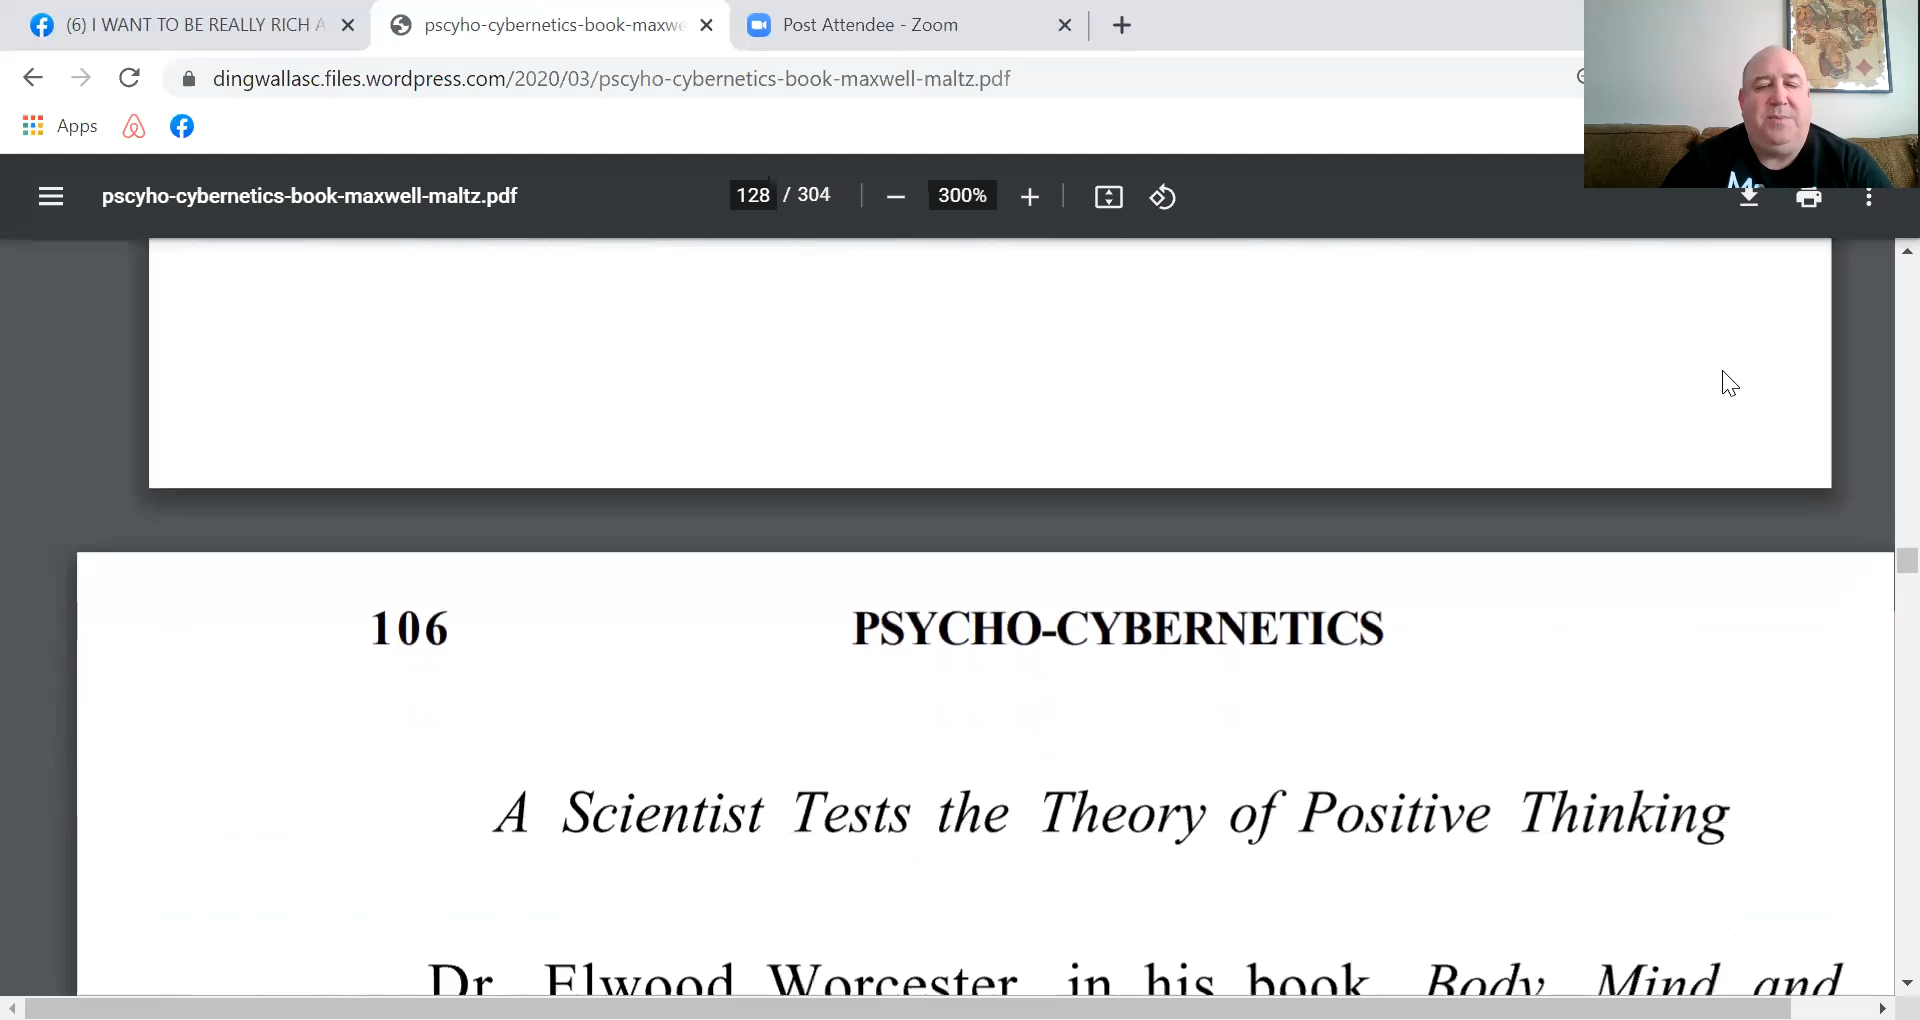 (6) I WANT TO BE REALLY RICH A
pscyho-cybernetics-book-maxwe
Post Attendee - Zoom
dingwallasc.files.wordpress.com/2020/03/pscyho-cybernetics-book-maxwell-maltz.pdf
Apps
pscyho-cybernetics-book-maxwell-maltz.pdf
128 / 304
300%
106 PSYCHO-CYBERNETICS
A Scientist Tests the Theory of Positive Thinking
Dr. Elwood Worcester, in his book, Body, Mind and